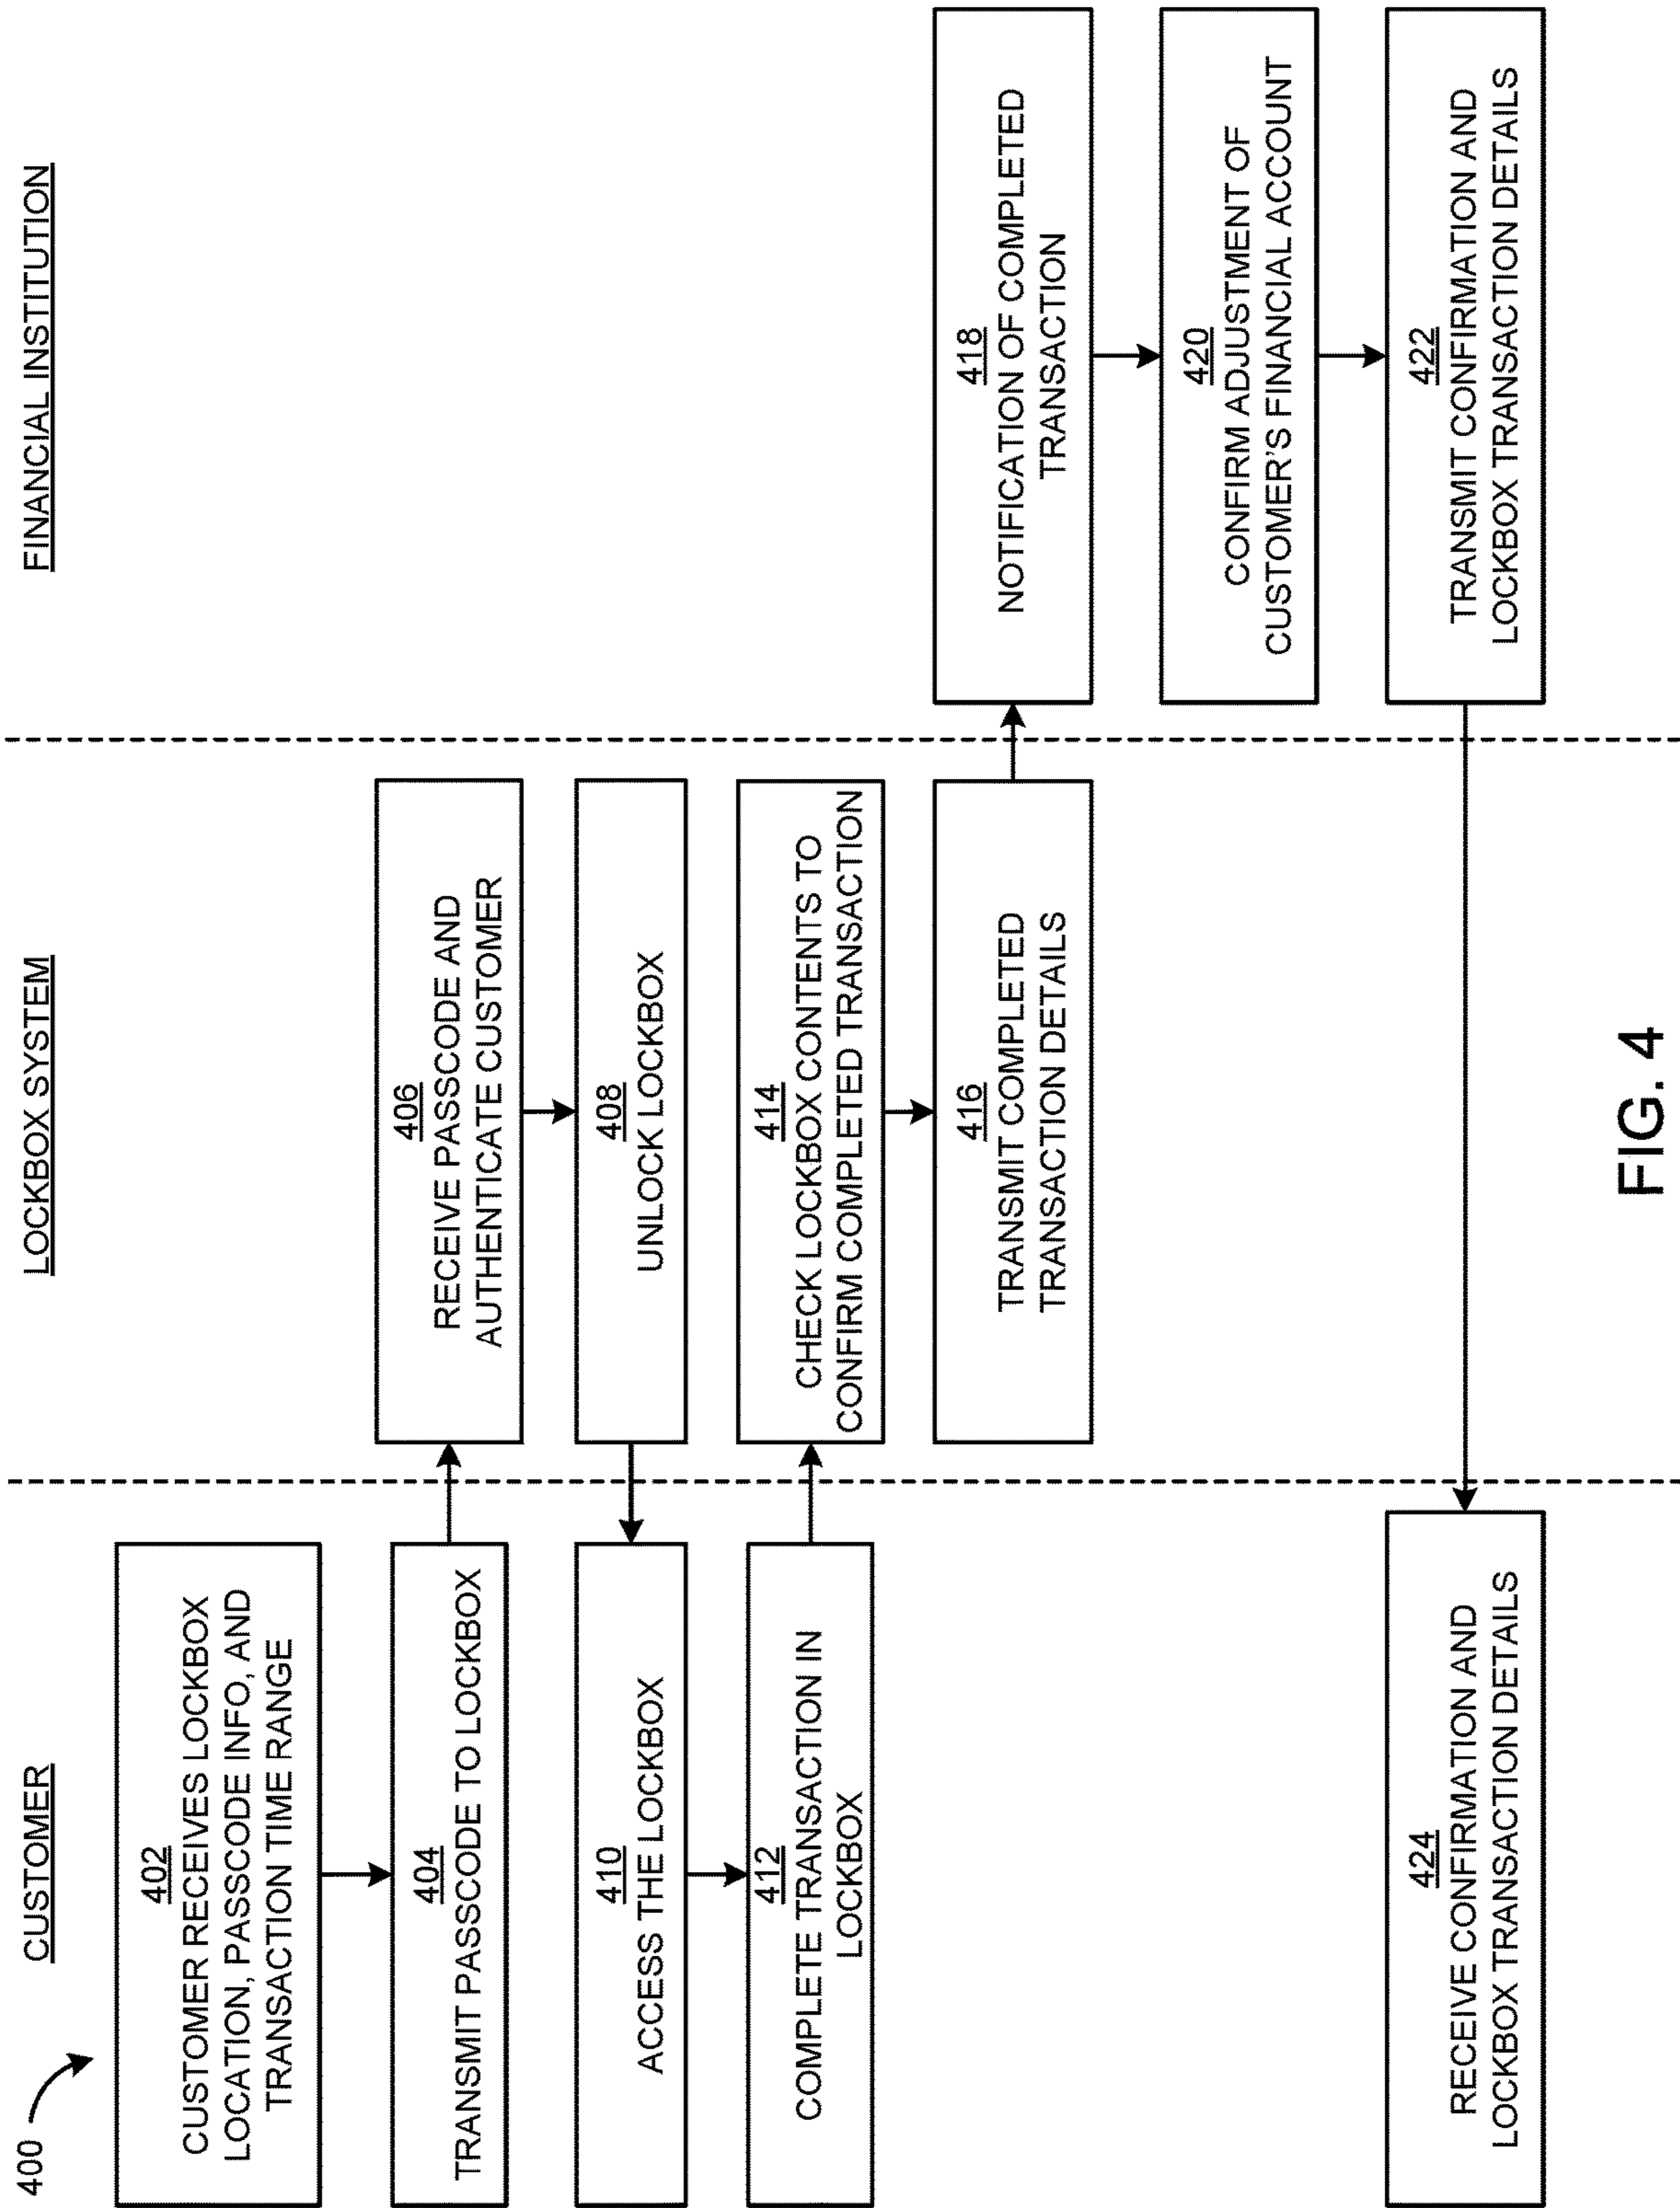 400
CUSTOMER
LOCKBOX SYSTEM
FINANCIAL INSTITUTION
402
CUSTOMER RECEIVES LOCKBOX
LOCATION, PASSCODE INFO, AND
TRANSACTION TIME RANGE
404
TRANSMIT PASSCODE TO LOCKBOX
406
RECEIVE PASSCODE AND
AUTHENTICATE CUSTOMER
408
UNLOCK LOCKBOX
410
ACCESS THE LOCKBOX
412
COMPLETE TRANSACTION IN
LOCKBOX
414
CHECK LOCKBOX CONTENTS TO
CONFIRM COMPLETED TRANSACTION
416
TRANSMIT COMPLETED
TRANSACTION DETAILS
418
NOTIFICATION OF COMPLETED
TRANSACTION
420
CONFIRM ADJUSTMENT OF
CUSTOMER'S FINANCIAL ACCOUNT
422
TRANSMIT CONFIRMATION AND
LOCKBOX TRANSACTION DETAILS
424
RECEIVE CONFIRMATION AND
LOCKBOX TRANSACTION DETAILS
FIG. 4